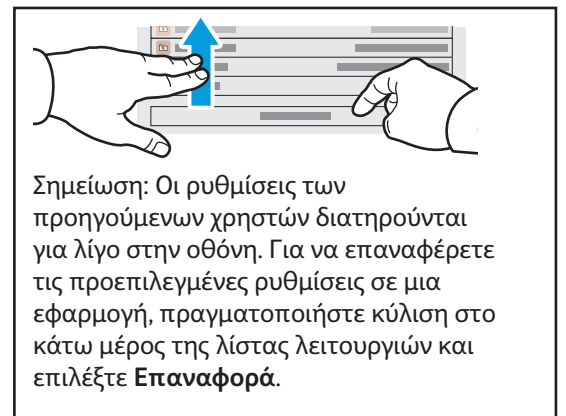 Σημείωση: Οι ρυθμίσεις των
προηγούμενων χρηστών διατηρούνται
για λίγο στην οθόνη. Για να επαναφέρετε
τις προεπιλεγμένες ρυθμίσεις σε μια
εφαρμογή, πραγματοποιήστε κύλιση στο
κάτω μέρος της λίστας λειτουργιών και
επιλέξτε Επαναφορά.